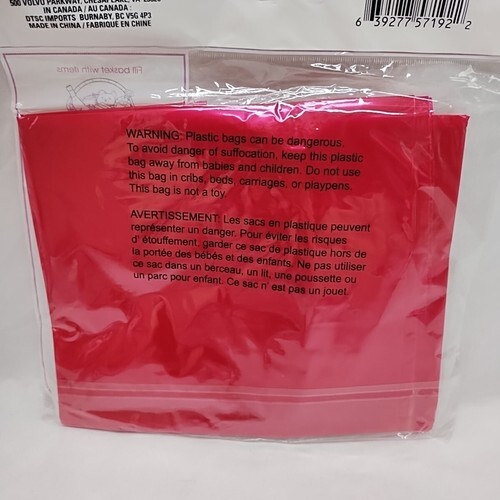 500 VOLVO PARKWAY, CHESAPEAKE, VA 23320
IN CANADA / AU CANADA :
DTSC IMPORTS BURNABY, BC V5G 4P3
MADE IN CHINA / FABRIQUÉ EN CHINE
6 39277 57192 2
Fill basket with items
WARNING: Plastic bags can be dangerous.
To avoid danger of suffocation, keep this plastic
bag away from babies and children. Do not use
this bag in cribs, beds, carriages, or playpens.
This bag is not a toy.
AVERTISSEMENT: Les sacs en plastique peuvent
représenter un danger. Pour éviter les risques
d' étouffement, garder ce sac de plastique hors de
la portée des bébés et des enfants. Ne pas utiliser
ce sac dans un berceau, un lit, une poussette ou
un parc pour enfant. Ce sac n' est pas un jouet.